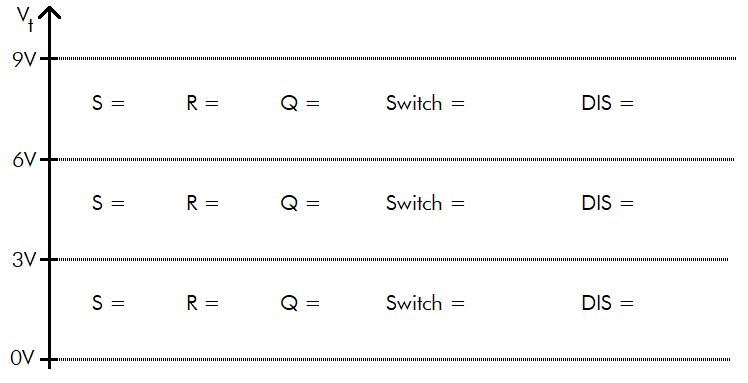 Vt
9V
S = R = Q = Switch = DIS =
6V
S = R = Q = Switch = DIS =
3V
S = R = Q = Switch = DIS =
0V